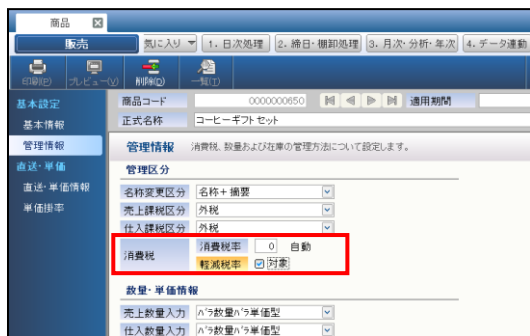 商品
販売 気に入り 1. 日次処理 2. 締日・棚卸処理 3. 月次・分析・年次 4. データ連動
印刷(P) プレビュー(V) 削除(D) 一覧(T)
基本設定 商品コード 0000000650 適用期間
基本情報 正式名称 コーヒーギフトセット
管理情報 管理情報 消費税、数量および在庫の管理方法について設定します。
直送・単価 管理区分
直送・単価情報 名称変更区分 名称+摘要
単価掛率 売上課税区分 外税
仕入課税区分 外税
消費税 消費税率 0 自動
軽減税率 対象
数量・単価情報
売上数量入力 バラ数量バラ単価型
仕入数量入力 バラ数量バラ単価型